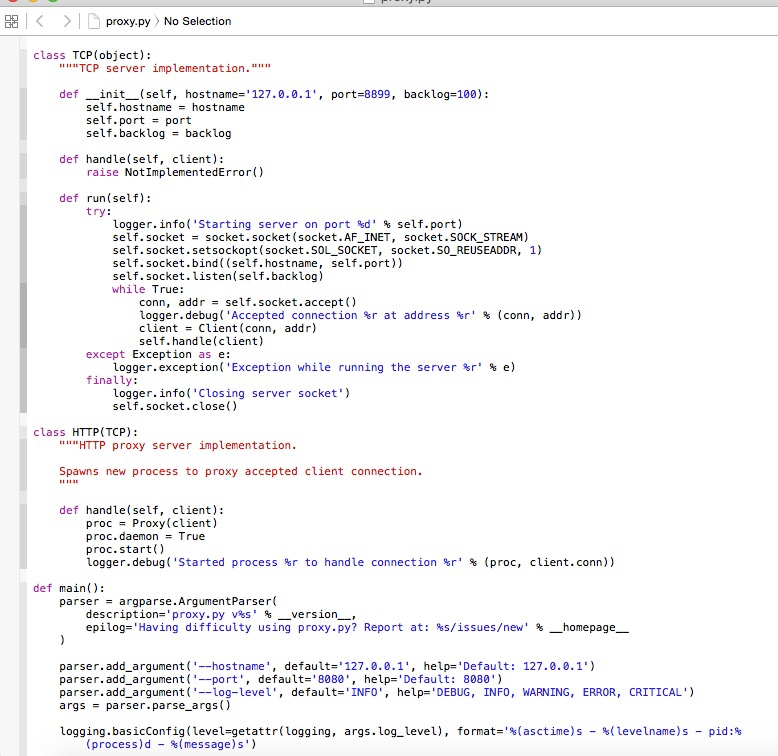 proxy.py
proxy.py 〉 No Selection
class TCP(object):
    """TCP server implementation."""

    def __init__(self, hostname='127.0.0.1', port=8899, backlog=100):
        self.hostname = hostname
        self.port = port
        self.backlog = backlog

    def handle(self, client):
        raise NotImplementedError()

    def run(self):
        try:
            logger.info('Starting server on port %d' % self.port)
            self.socket = socket.socket(socket.AF_INET, socket.SOCK_STREAM)
            self.socket.setsockopt(socket.SOL_SOCKET, socket.SO_REUSEADDR, 1)
            self.socket.bind((self.hostname, self.port))
            self.socket.listen(self.backlog)
            while True:
                conn, addr = self.socket.accept()
                logger.debug('Accepted connection %r at address %r' % (conn, addr))
                client = Client(conn, addr)
                self.handle(client)
        except Exception as e:
            logger.exception('Exception while running the server %r' % e)
        finally:
            logger.info('Closing server socket')
            self.socket.close()

class HTTP(TCP):
    """HTTP proxy server implementation.

    Spawns new process to proxy accepted client connection.
    """

    def handle(self, client):
        proc = Proxy(client)
        proc.daemon = True
        proc.start()
        logger.debug('Started process %r to handle connection %r' % (proc, client.conn))

def main():
    parser = argparse.ArgumentParser(
        description='proxy.py v%s' % __version__,
        epilog='Having difficulty using proxy.py? Report at: %s/issues/new' % __homepage__
    )

    parser.add_argument('--hostname', default='127.0.0.1', help='Default: 127.0.0.1')
    parser.add_argument('--port', default='8080', help='Default: 8080')
    parser.add_argument('--log-level', default='INFO', help='DEBUG, INFO, WARNING, ERROR, CRITICAL')
    args = parser.parse_args()

    logging.basicConfig(level=getattr(logging, args.log_level), format='%(asctime)s - %(levelname)s - pid:%
        (process)d - %(message)s')